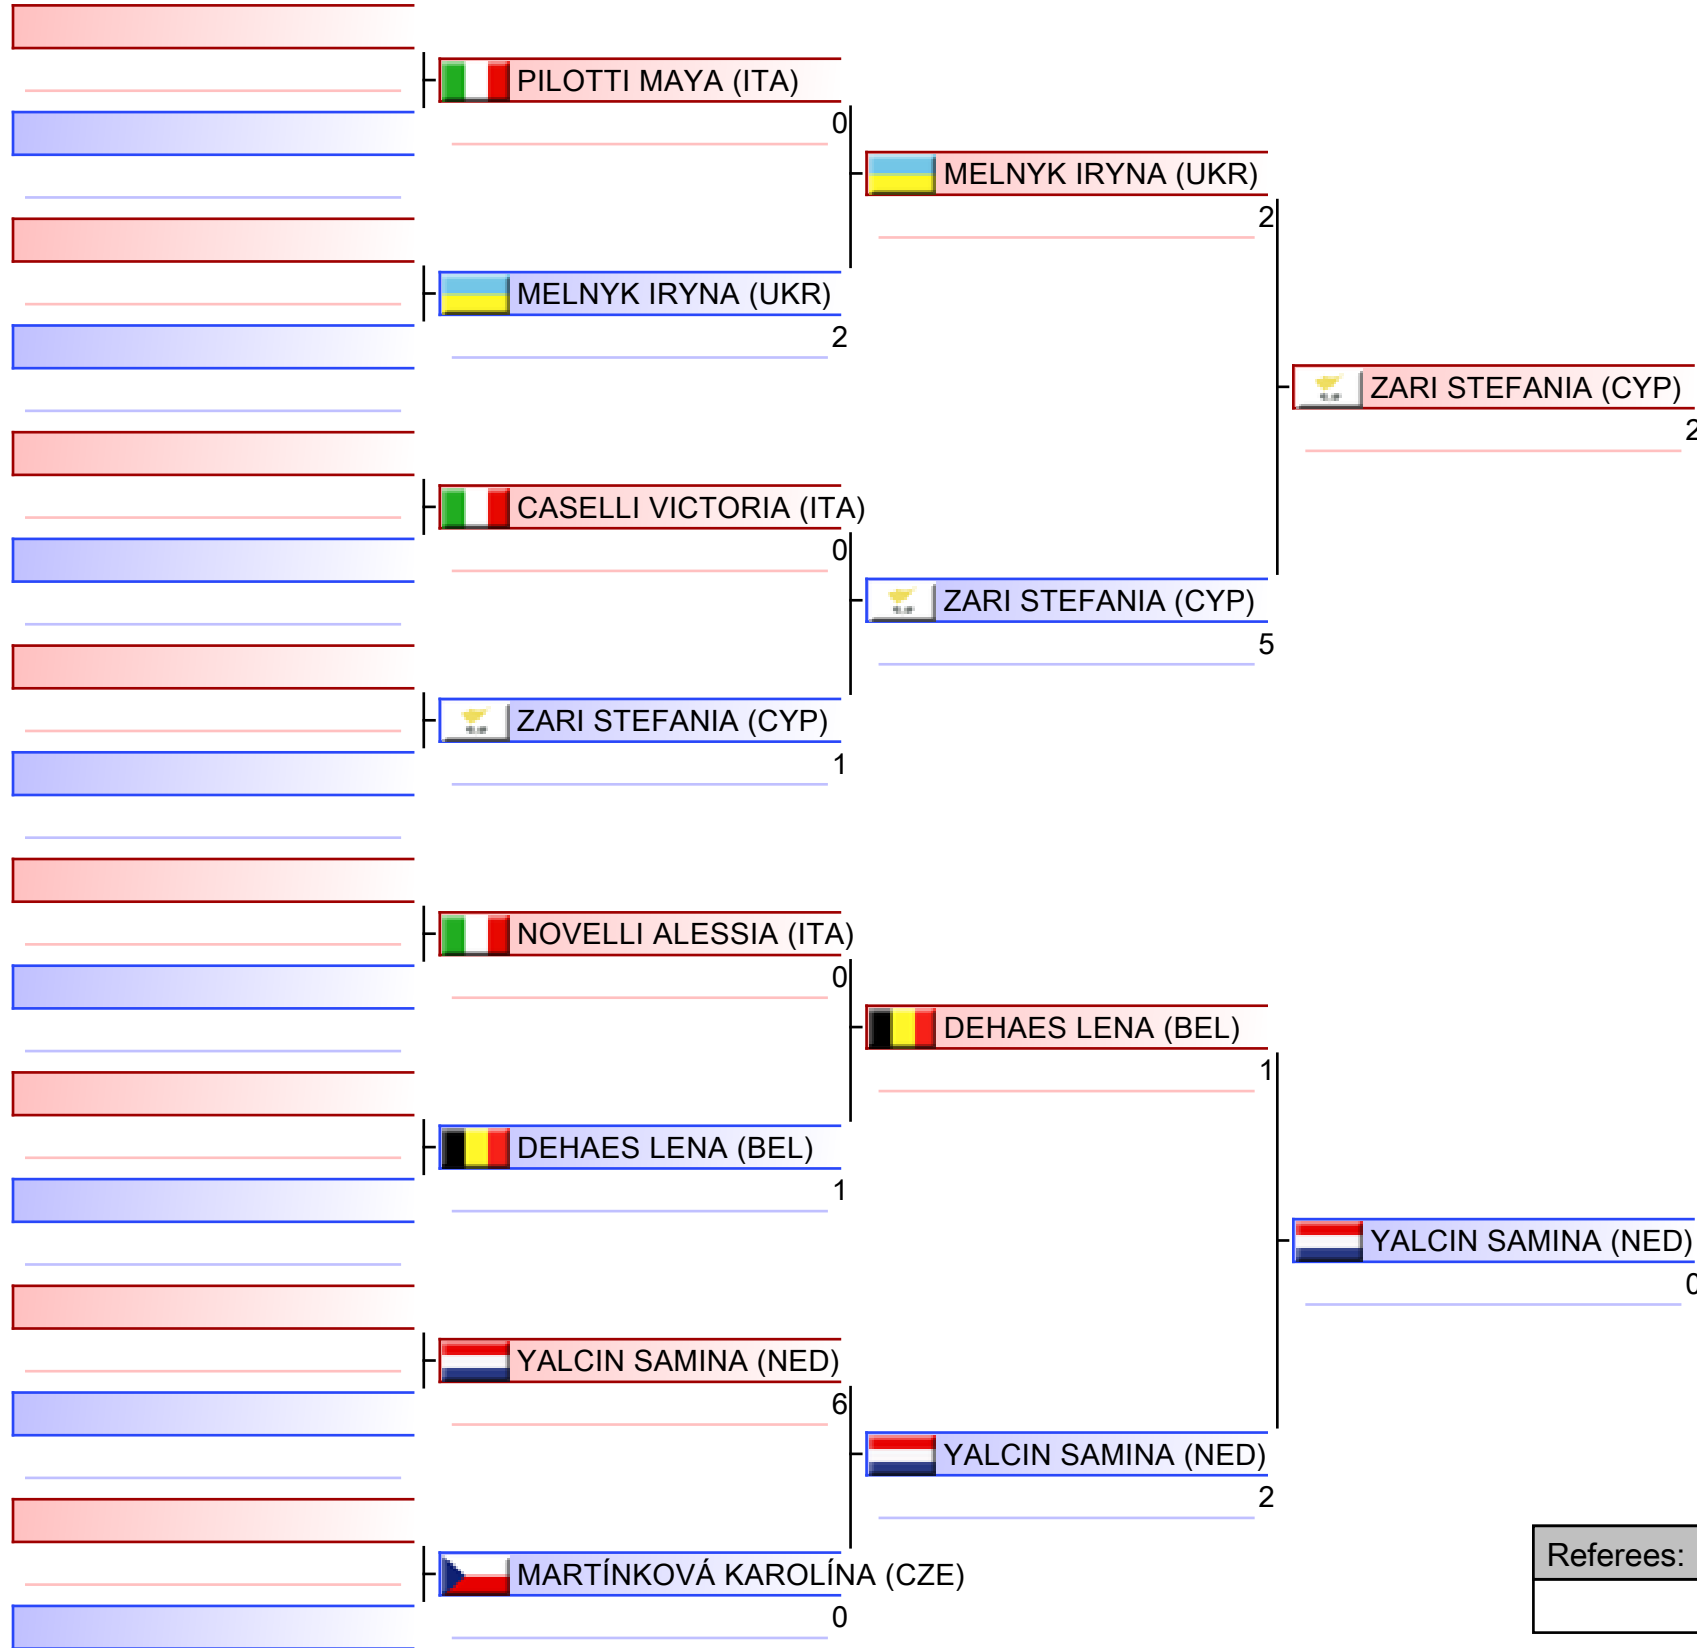 PILOTTI MAYA (ITA)
0
MELNYK IRYNA (UKR)
2
MELNYK IRYNA (UKR)
2
ZARI STEFANIA (CYP)
2
CASELLI VICTORIA (ITA)
0
ZARI STEFANIA (CYP)
5
ZARI STEFANIA (CYP)
1
NOVELLI ALESSIA (ITA)
0
DEHAES LENA (BEL)
1
DEHAES LENA (BEL)
1
YALCIN SAMINA (NED)
0
YALCIN SAMINA (NED)
6
YALCIN SAMINA (NED)
2
MARTÍNKOVÁ KAROLÍNA (CZE)
0
Referees: